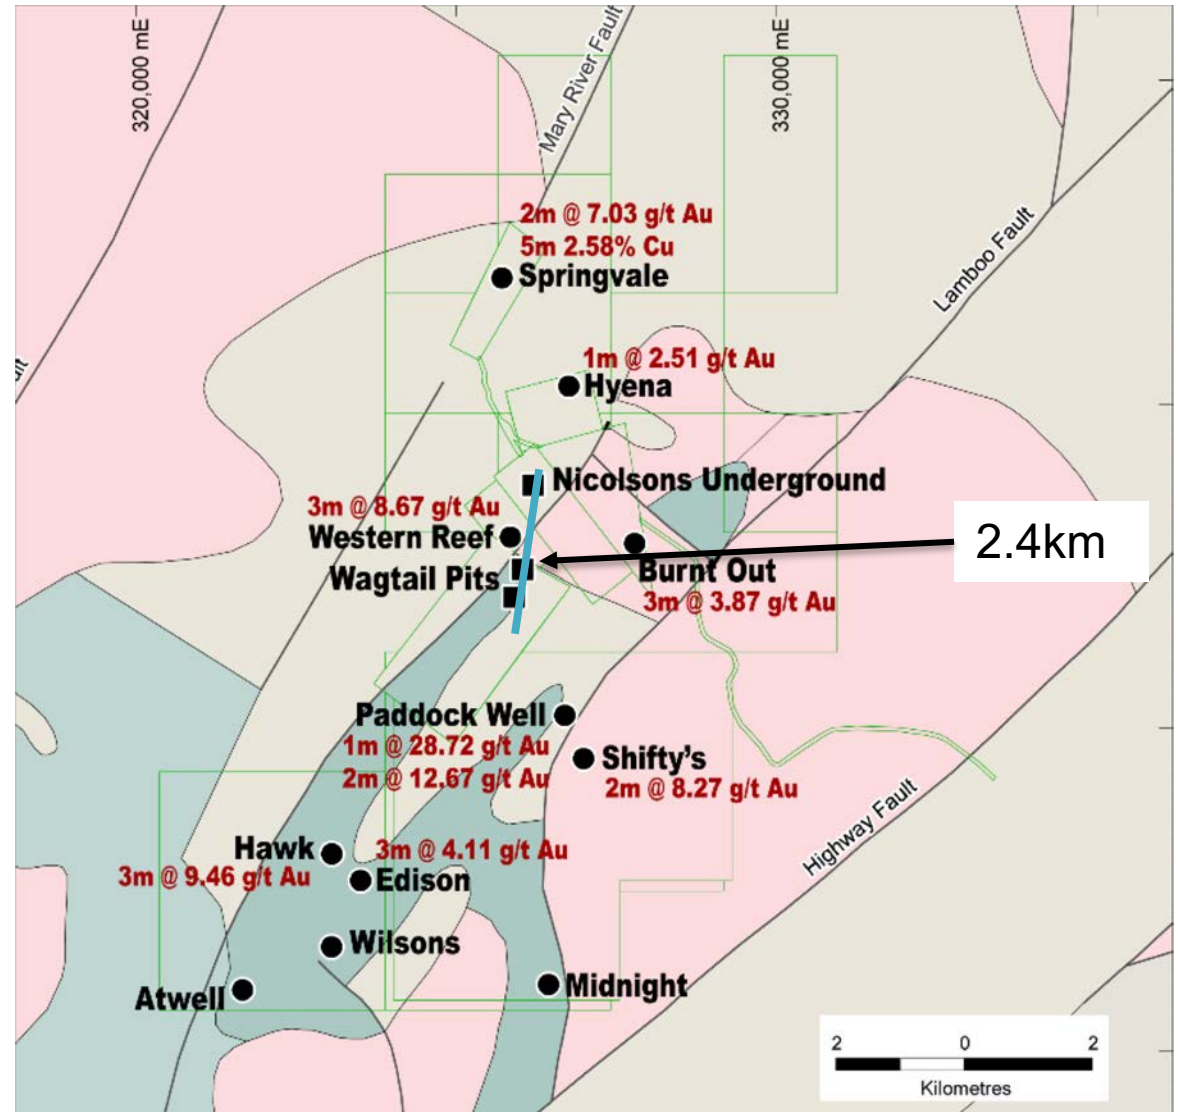 320,000 mE
330,000 mE
Mary River Fault
2m @ 7.03 g/t Au
5m 2.58% Cu
Springvale
Lamboo Fault
1m @ 2.51 g/t Au
Hyena
ult
Nicolsons Underground
3m @ 8.67 g/t Au
Western Reef
2.4km
Wagtail Pits
Burnt Out
3m @ 3.87 g/t Au
Paddock Well
1m @ 28.72 g/t Au
2m @ 12.67 g/t Au
Shifty's
2m @ 8.27 g/t Au
Highway Fault
Hawk
3m @ 4.11 g/t Au
3m @ 9.46 g/t Au
Edison
Wilsons
Atwell
Midnight
2 0 2
Kilometres